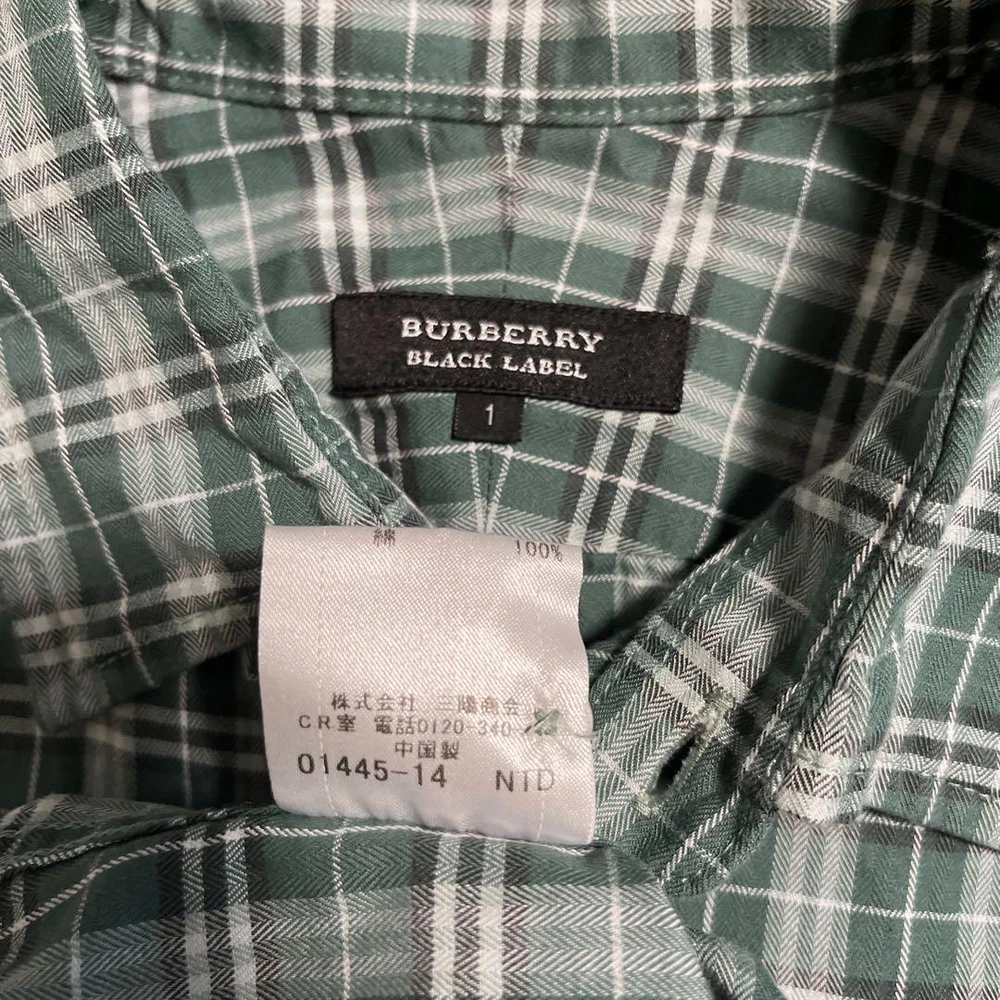 BURBERRY
BLACK LABEL
1
綿 100%
株式会社 三陽商会
CR室 電話0120-340-
中国製
01445-14 NID